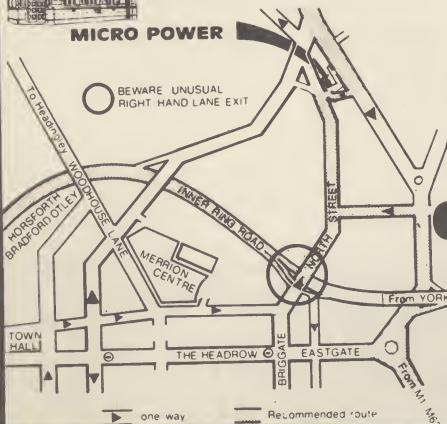 MICRO POWER
BEWARE UNUSUAL
RIGHT HAND LANE EXIT
To Headingley
WOODHOUSE LANE
HORSFORTH
BRADFORD OTLEY
INNER RING ROAD
NORTH
STREET
MERRION
CENTRE
From YORK
TOWN
HALL
THE HEADROW
EASTGATE
BRIGGATE
From M1 M62
one way
Recommended route